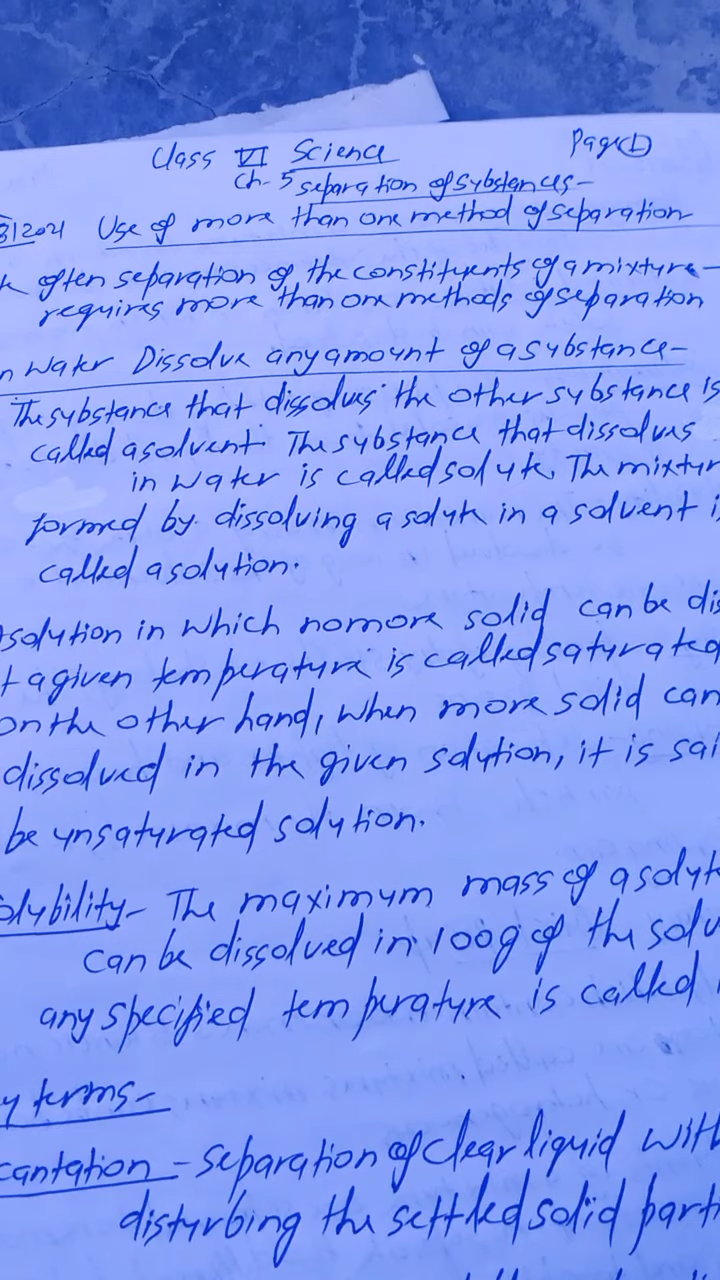 Class VI Science Page 1
Ch-5 separation of substances-
8/2021 Use of more than one method of separation
often separation of the constituents of a mixture-
requires more than one methods of separation
Water Dissolve any amount of a substance-
The substance that dissolves the other substance is
called a solvent. The substance that dissolves
in water is called solute. The mixtur
formed by dissolving a solute in a solvent is
called a solution.
solution in which no more solid can be dis
a given temperature is called saturated
on the other hand, when more solid can
dissolved in the given solution, it is sai
be unsaturated solution.
olubility- The maximum mass of a solute
can be dissolved in 100g of the solv
any specified temperature is called
y terms-
cantation - separation of clear liquid with
disturbing the settled solid parti